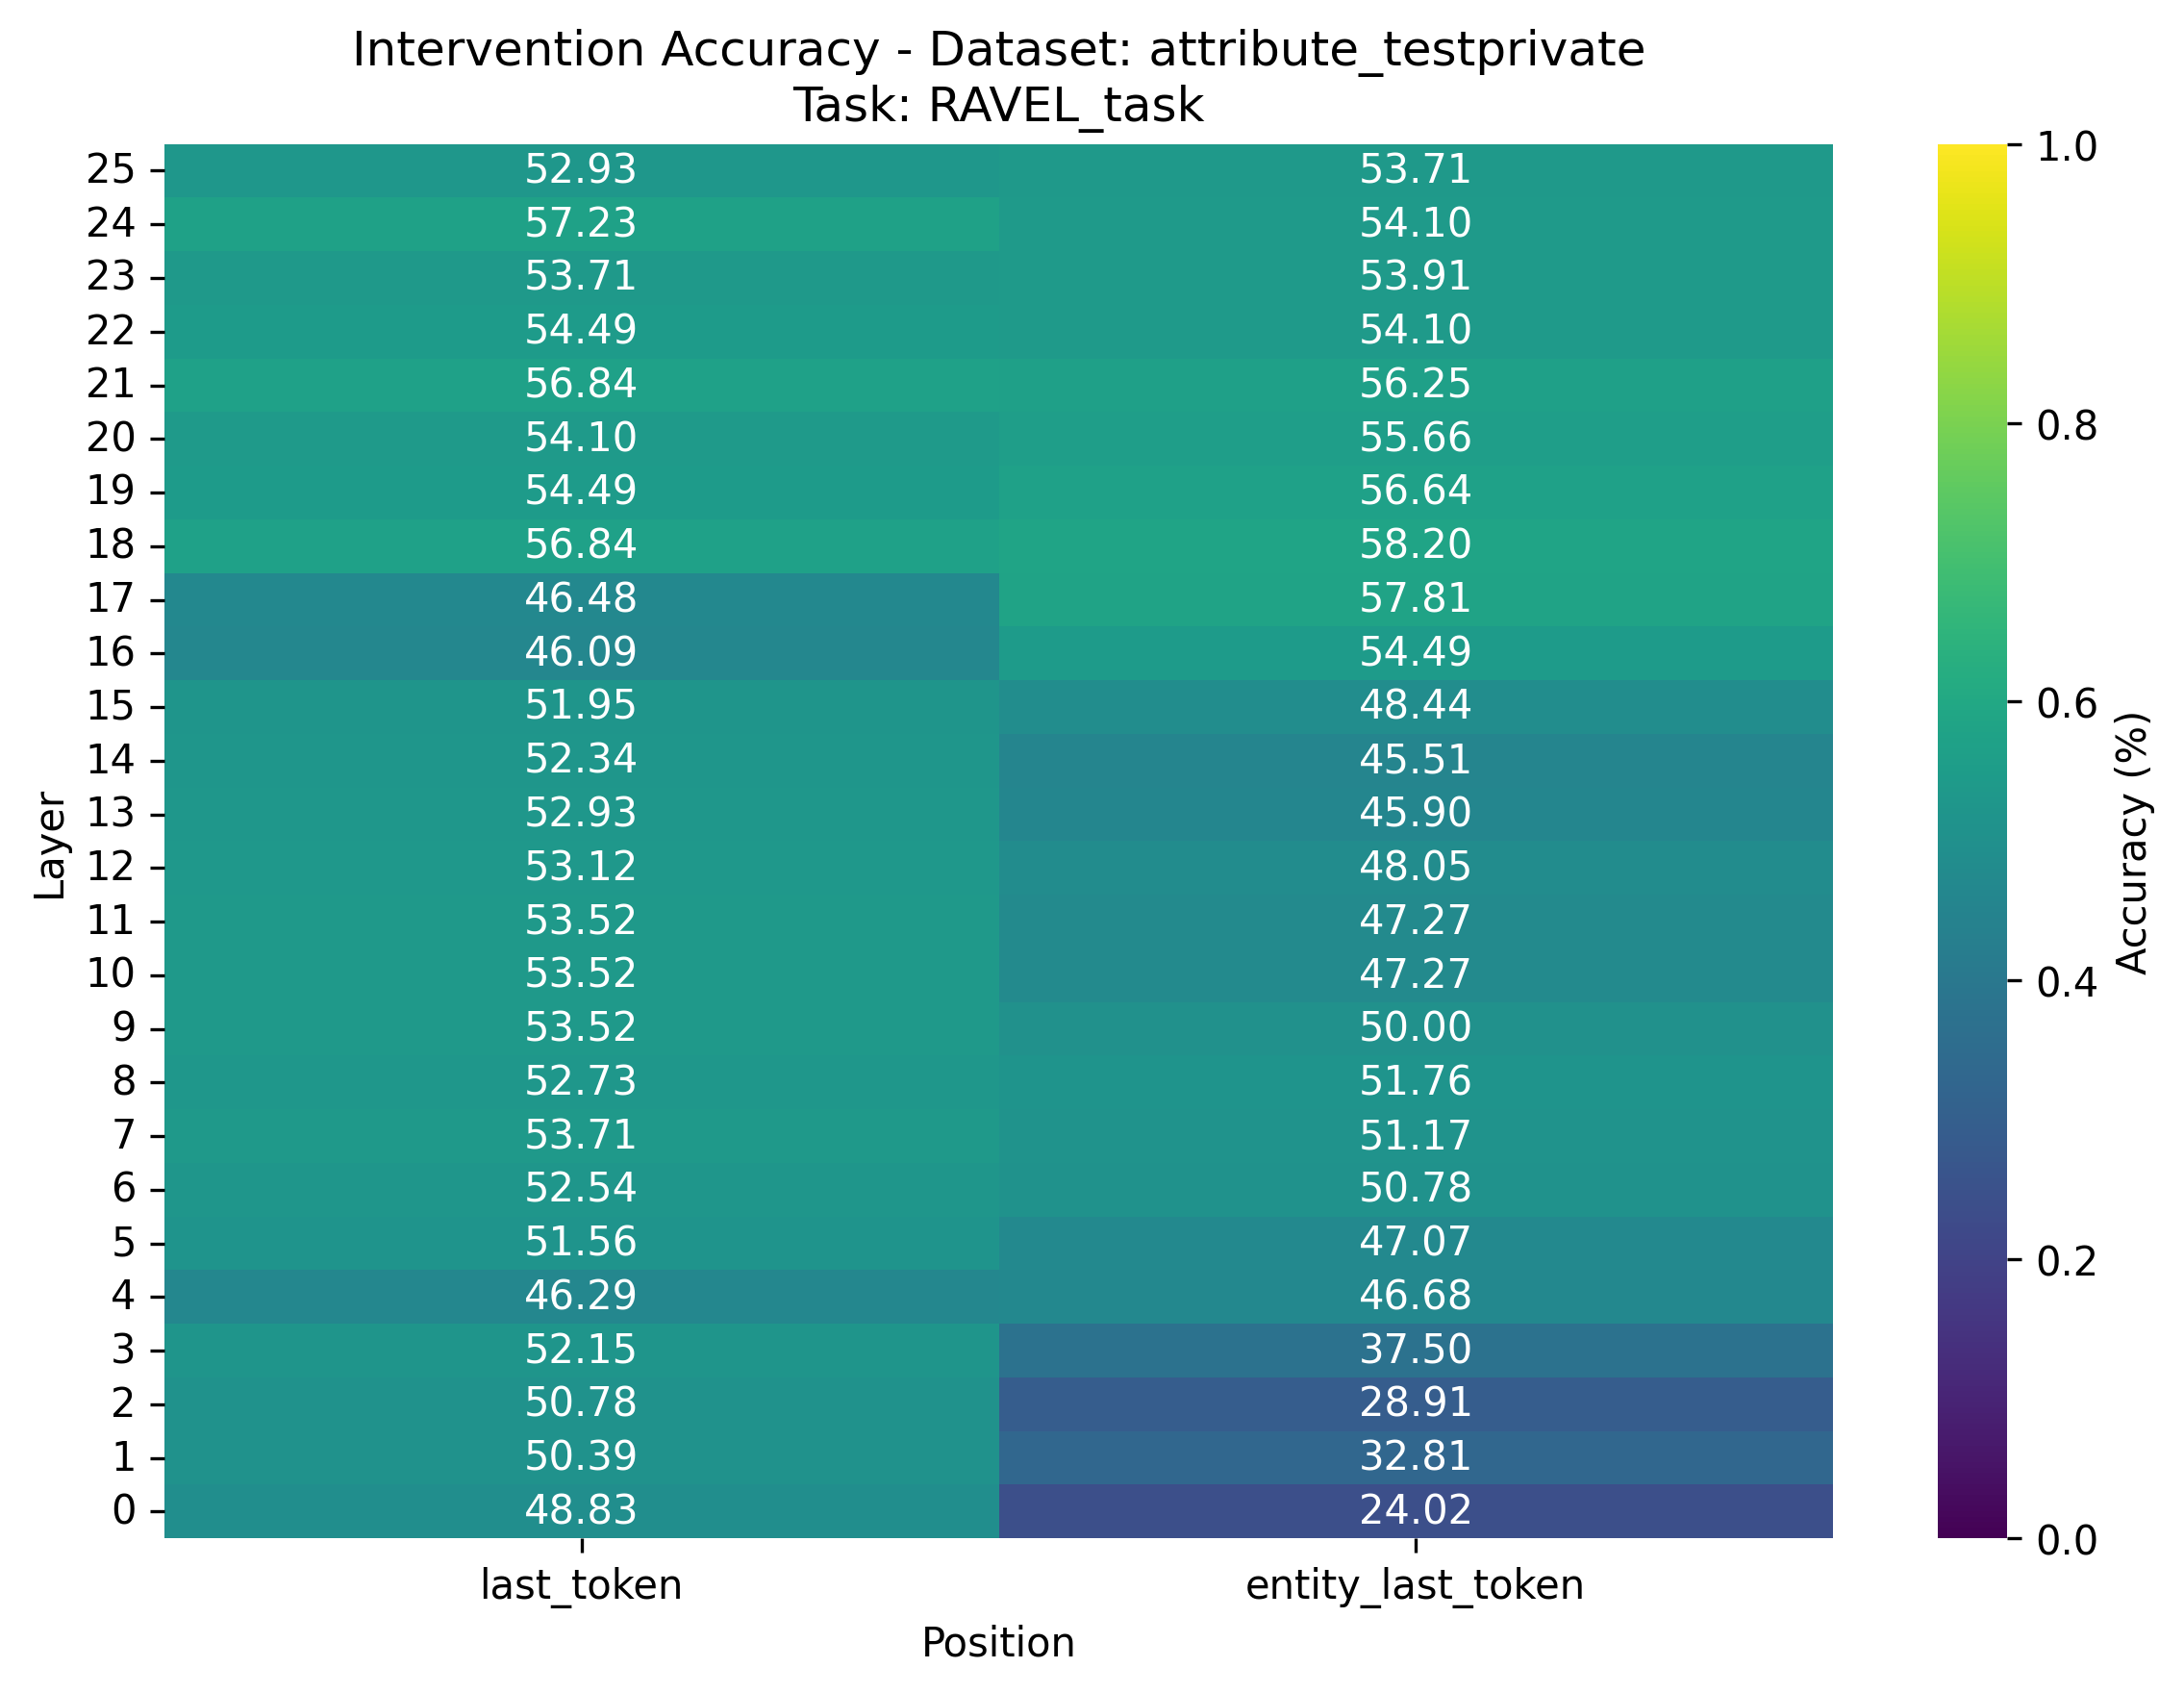 Intervention Accuracy - Dataset: attribute_testprivate
Task: RAVEL_task
25 52.93 53.71
24 57.23 54.10
23 53.71 53.91
22 54.49 54.10
21 56.84 56.25
20 54.10 55.66
19 54.49 56.64
18 56.84 58.20
17 46.48 57.81
16 46.09 54.49
15 51.95 48.44
14 52.34 45.51
13 52.93 45.90
12 53.12 48.05
11 53.52 47.27
10 53.52 47.27
9 53.52 50.00
8 52.73 51.76
7 53.71 51.17
6 52.54 50.78
5 51.56 47.07
4 46.29 46.68
3 52.15 37.50
2 50.78 28.91
1 50.39 32.81
0 48.83 24.02
Layer
last_token entity_last_token
Position
1.0
0.8
0.6
0.4
0.2
0.0
Accuracy (%)